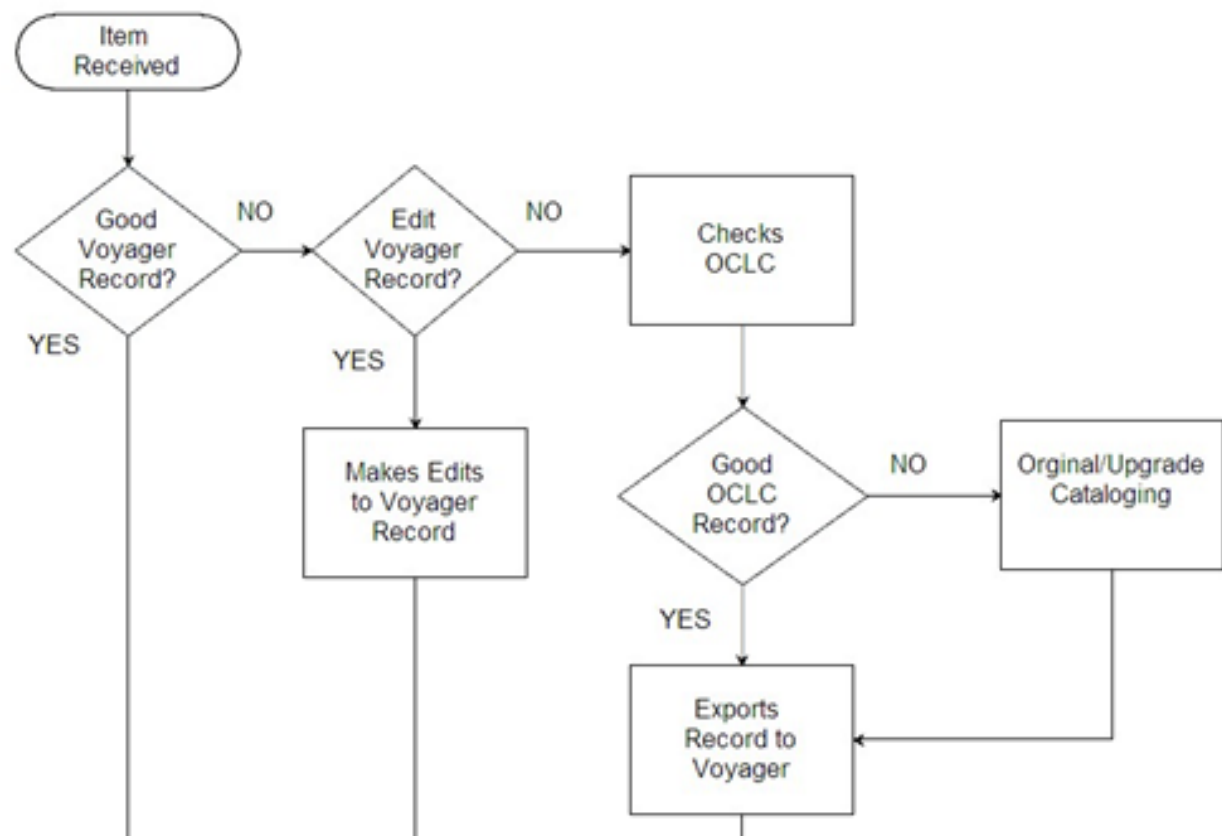 Item
Received
Good
Voyager
Record?
NO
YES
Edit
Voyager
Record?
NO
YES
Makes Edits
to Voyager
Record
Checks
OCLC
Good
OCLC
Record?
NO
YES
Orginal/Upgrade
Cataloging
Exports
Record to
Voyager